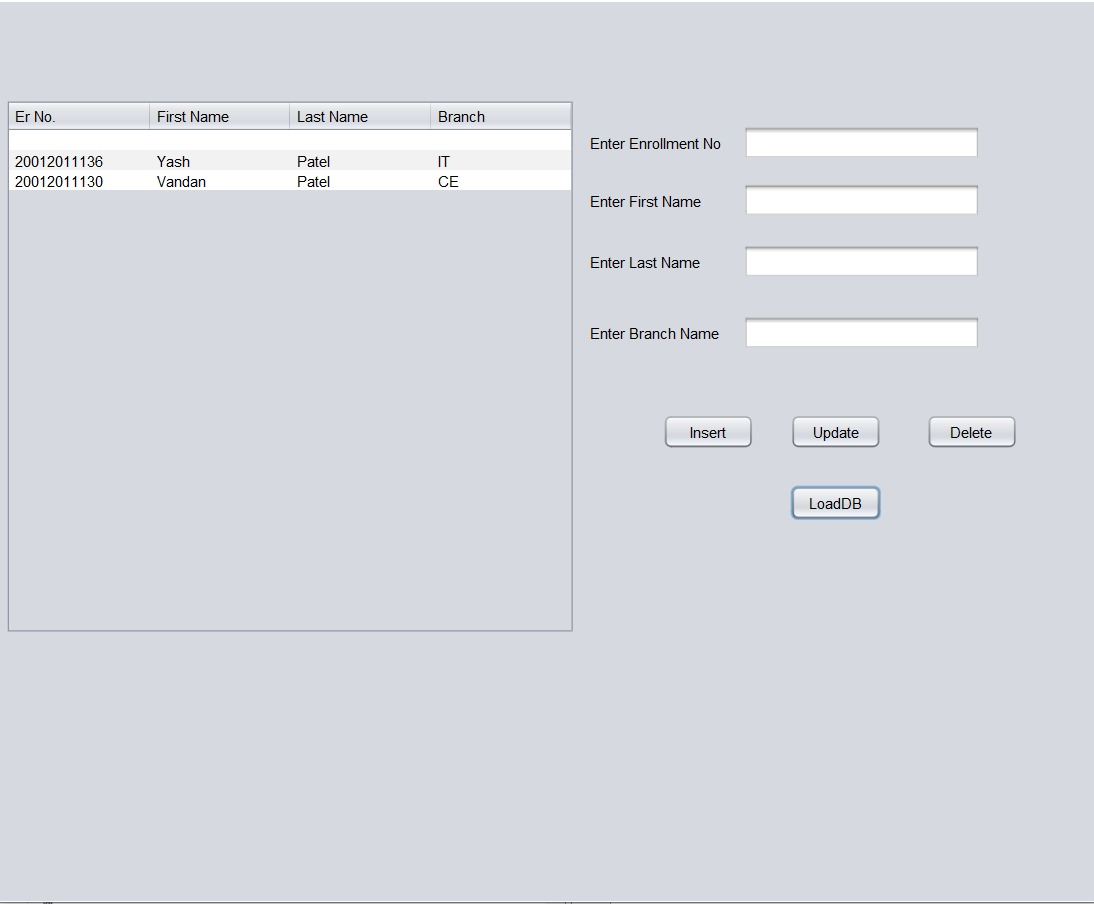 Er No. First Name Last Name Branch
20012011136 Yash Patel IT
20012011130 Vandan Patel CE
Enter Enrollment No
Enter First Name
Enter Last Name
Enter Branch Name
Insert Update Delete
LoadDB